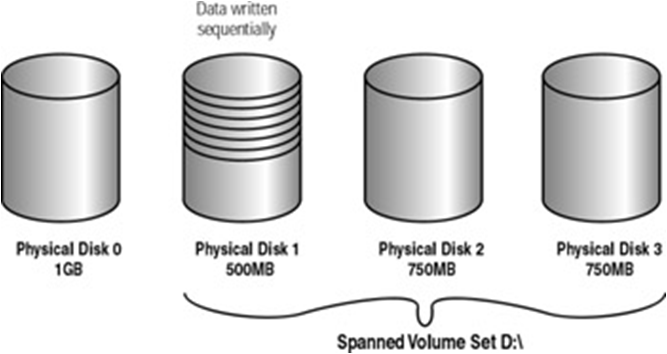 Data written
sequentially
Physical Disk 0
1GB
Physical Disk 1
500MB
Physical Disk 2
750MB
Physical Disk 3
750MB
Spanned Volume Set D:\